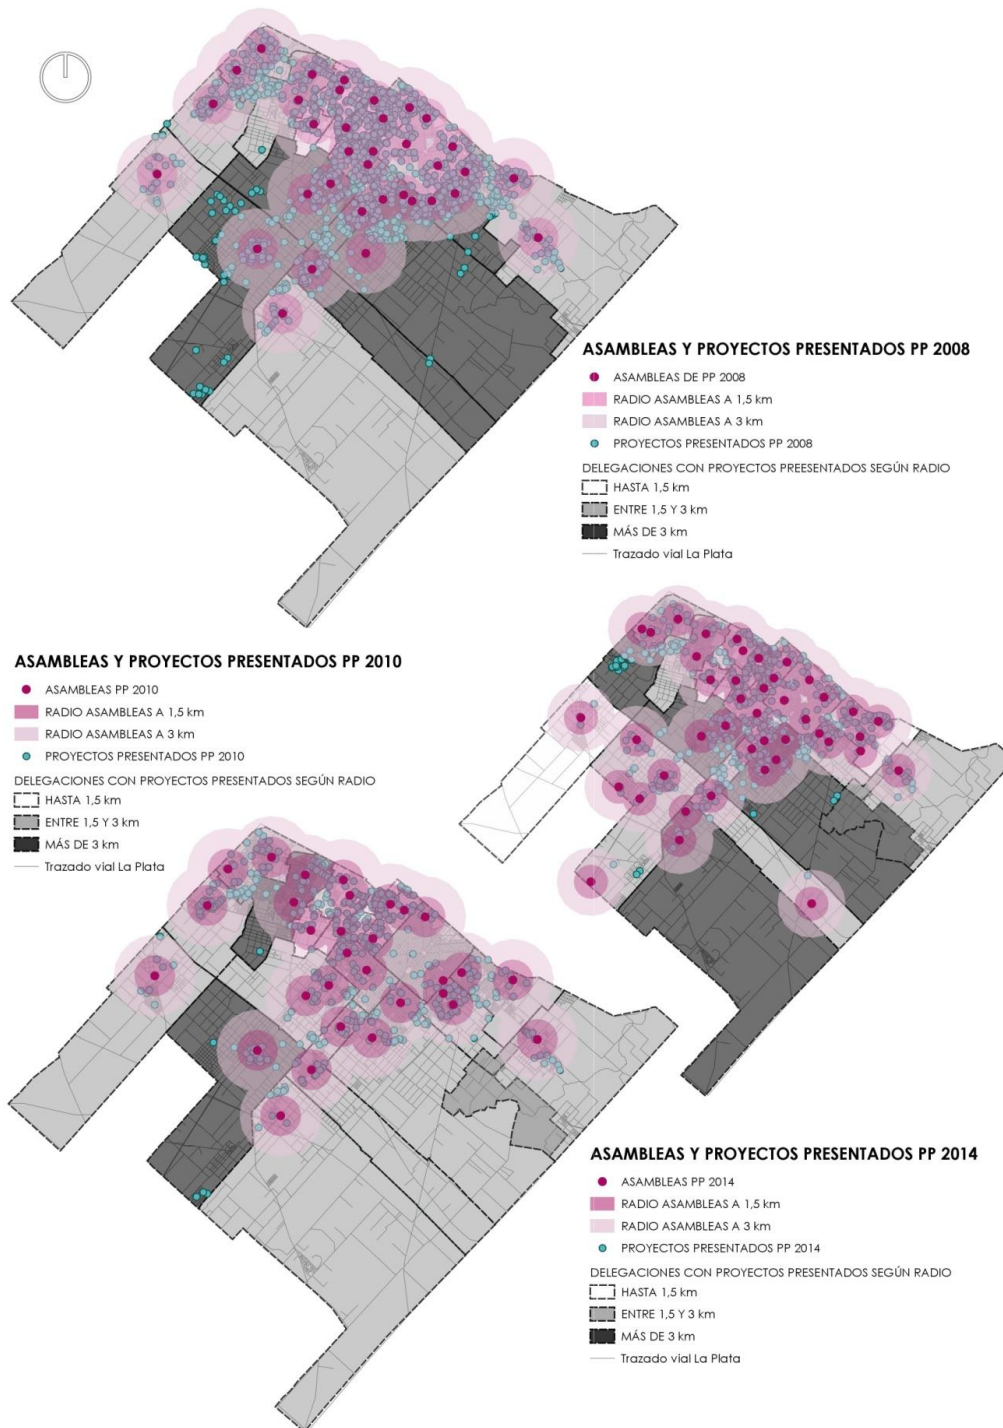 ASAMBLEAS Y PROYECTOS PRESENTADOS PP 2008
ASAMBLEAS DE PP 2008
RADIO ASAMBLEAS A 1,5 km
RADIO ASAMBLEAS A 3 km
PROYECTOS PRESENTADOS PP 2008
DELEGACIONES CON PROYECTOS PREESENTADOS SEGÚN RADIO
HASTA 1,5 km
ENTRE 1,5 Y 3 km
MÁS DE 3 km
Trazado vial La Plata
ASAMBLEAS Y PROYECTOS PRESENTADOS PP 2010
ASAMBLEAS PP 2010
RADIO ASAMBLEAS A 1,5 km
RADIO ASAMBLEAS A 3 km
PROYECTOS PRESENTADOS PP 2010
DELEGACIONES CON PROYECTOS PRESENTADOS SEGÚN RADIO
HASTA 1,5 km
ENTRE 1,5 Y 3 km
MÁS DE 3 km
Trazado vial La Plata
ASAMBLEAS Y PROYECTOS PRESENTADOS PP 2014
ASAMBLEAS PP 2014
RADIO ASAMBLEAS A 1,5 km
RADIO ASAMBLEAS A 3 km
PROYECTOS PRESENTADOS PP 2014
DELEGACIONES CON PROYECTOS PRESENTADOS SEGÚN RADIO
HASTA 1,5 km
ENTRE 1,5 Y 3 km
MÁS DE 3 km
Trazado vial La Plata